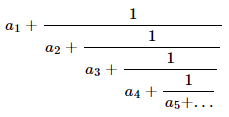 a₁ + 1
a₂ + 1
a₃ + 1
a₄ + 1
a₅+...